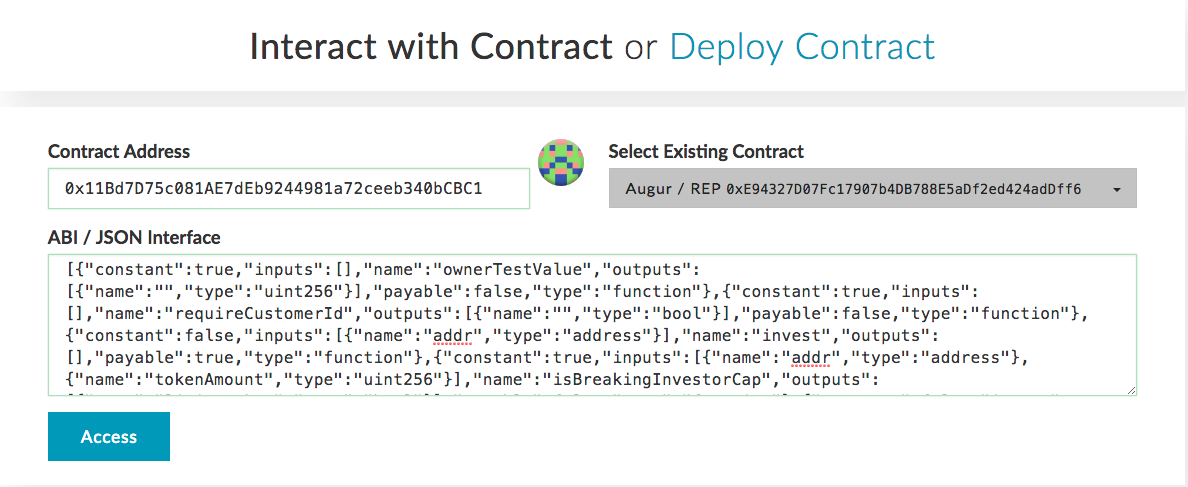 Interact with Contract or Deploy Contract
Contract Address
Select Existing Contract
0x11Bd7D75c081AE7dEb9244981a72ceeb340bCBC1
Augur / REP 0xE94327D07Fc17907b4DB788E5aDf2ed424adDff6
ABI / JSON Interface
[{"constant":true,"inputs":[],"name":"ownerTestValue","outputs":
[{"name":"","type":"uint256"}],"payable":false,"type":"function"},{"constant":true,"inputs":
[],"name":"requireCustomerId","outputs":[{"name":"","type":"bool"}],"payable":false,"type":"function"},
{"constant":false,"inputs":[{"name":"addr","type":"address"}],"name":"invest","outputs":
[],"payable":true,"type":"function"},{"constant":true,"inputs":[{"name":"addr","type":"address"},
{"name":"tokenAmount","type":"uint256"}],"name":"isBreakingInvestorCap","outputs":
Access